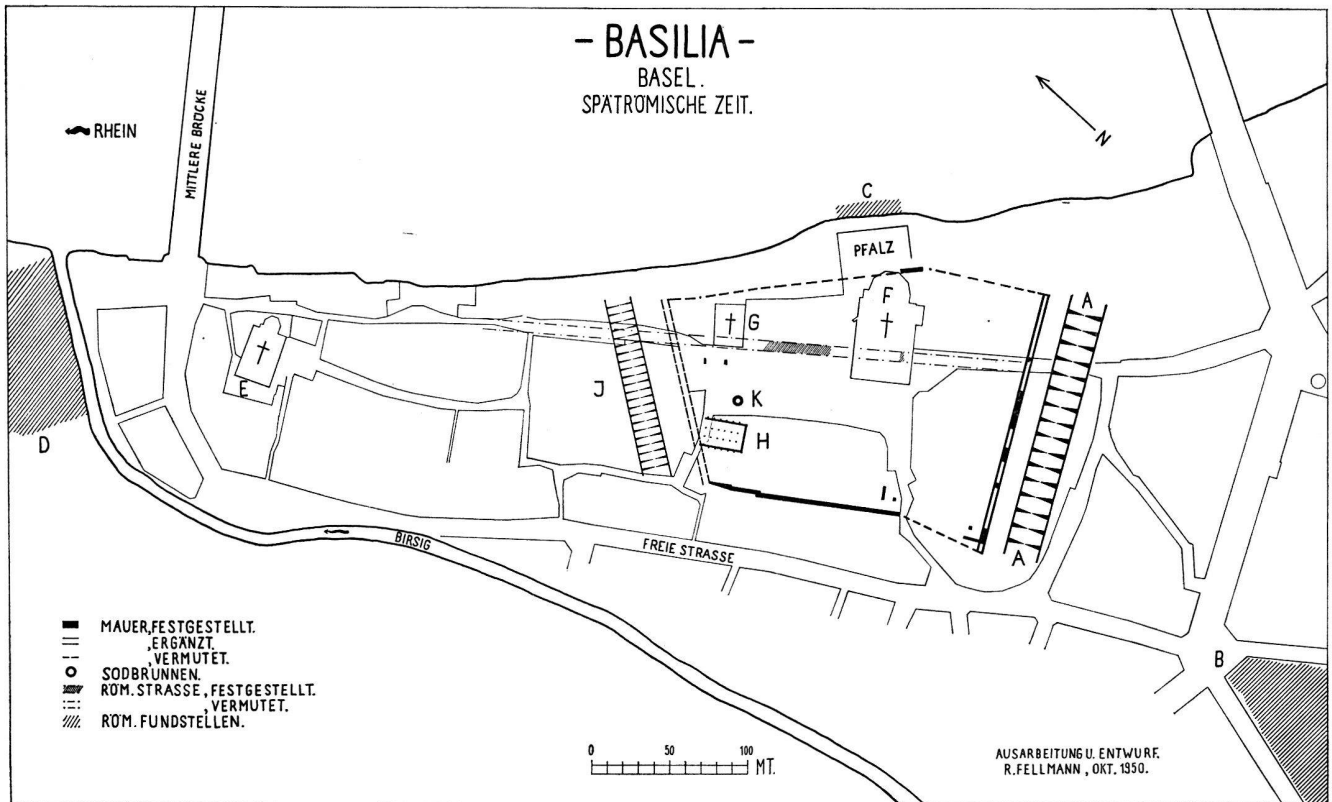 - BASILIA -
BASEL.
SPÄTRÖMISCHE ZEIT.
RHEIN
MITTLERE BRÜCKE
N
C
PFALZ
A
F
G
J
K
E
H
D
I.
A
BIRSIG
FREIE STRASSE
B
MAUER, FESTGESTELLT.
,ERGÄNZT.
,VERMUTET.
SODBRUNNEN.
RÖM. STRASSE, FESTGESTELLT.
,VERMUTET.
RÖM. FUNDSTELLEN.
0 50 100
MT.
AUSARBEITUNG U. ENTWURF.
R. FELLMANN, OKT. 1950.